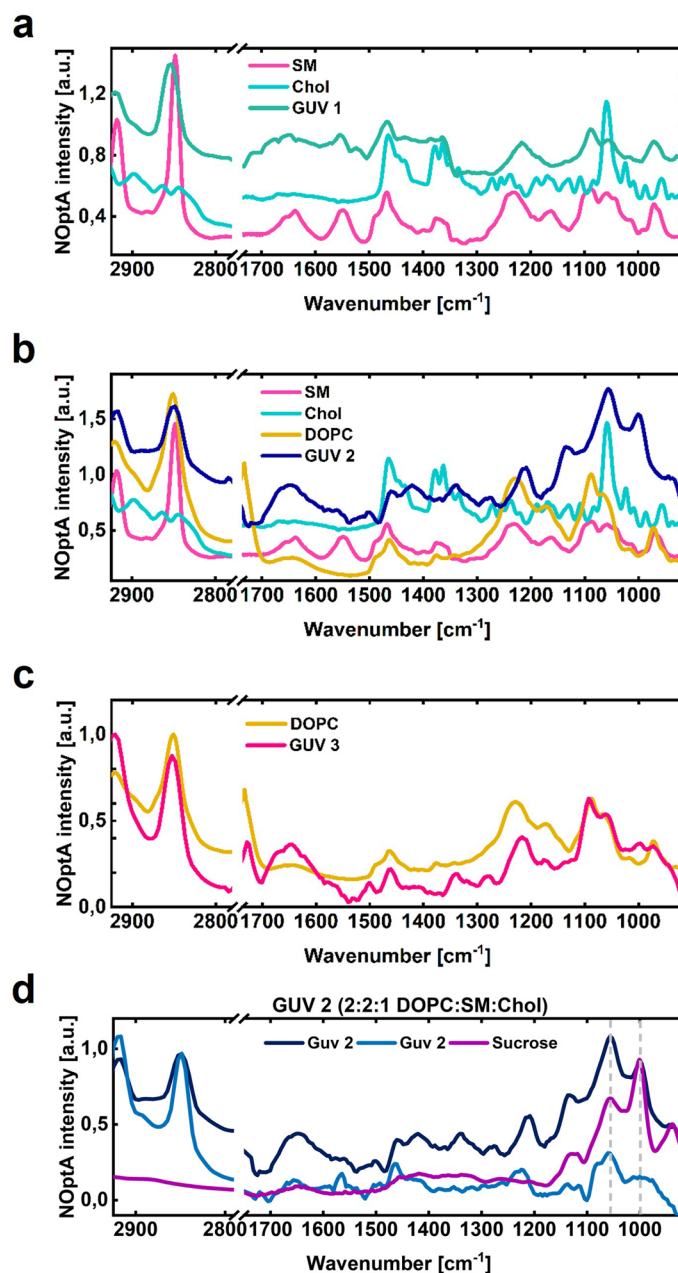 a
NOptA intensity [a.u.]
1,2
0,8
0,4
SM
Chol
GUV 1
2900 2800 1700 1600 1500 1400 1300 1200 1100 1000
Wavenumber [cm-1]
b
NOptA intensity [a.u.]
1,5
1,0
0,5
SM
Chol
DOPC
GUV 2
2900 2800 1700 1600 1500 1400 1300 1200 1100 1000
Wavenumber [cm-1]
c
NOptA intensity [a.u.]
1,0
0,5
0,0
DOPC
GUV 3
2900 2800 1700 1600 1500 1400 1300 1200 1100 1000
Wavenumber [cm-1]
d
GUV 2 (2:2:1 DOPC:SM:Chol)
NOptA intensity [a.u.]
1,0
0,5
0,0
Guv 2 Guv 2 Sucrose
2900 2800 1700 1600 1500 1400 1300 1200 1100 1000
Wavenumber [cm-1]